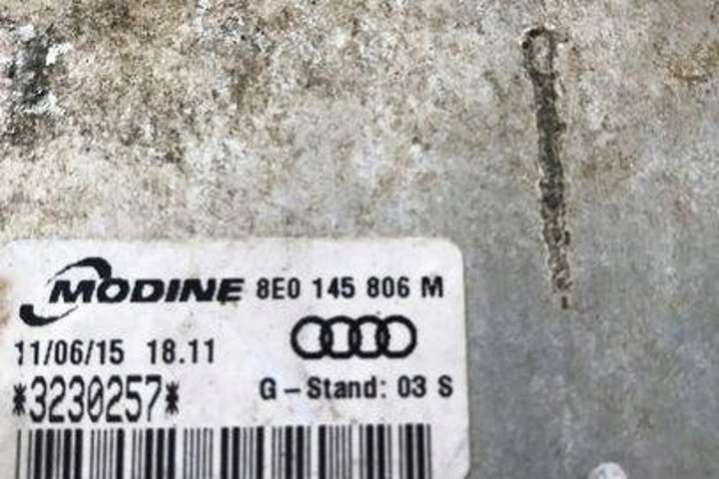 MODINE 8E0 145 806 M
11/06/15 18.11
*3230257*
G-Stand: 03 S